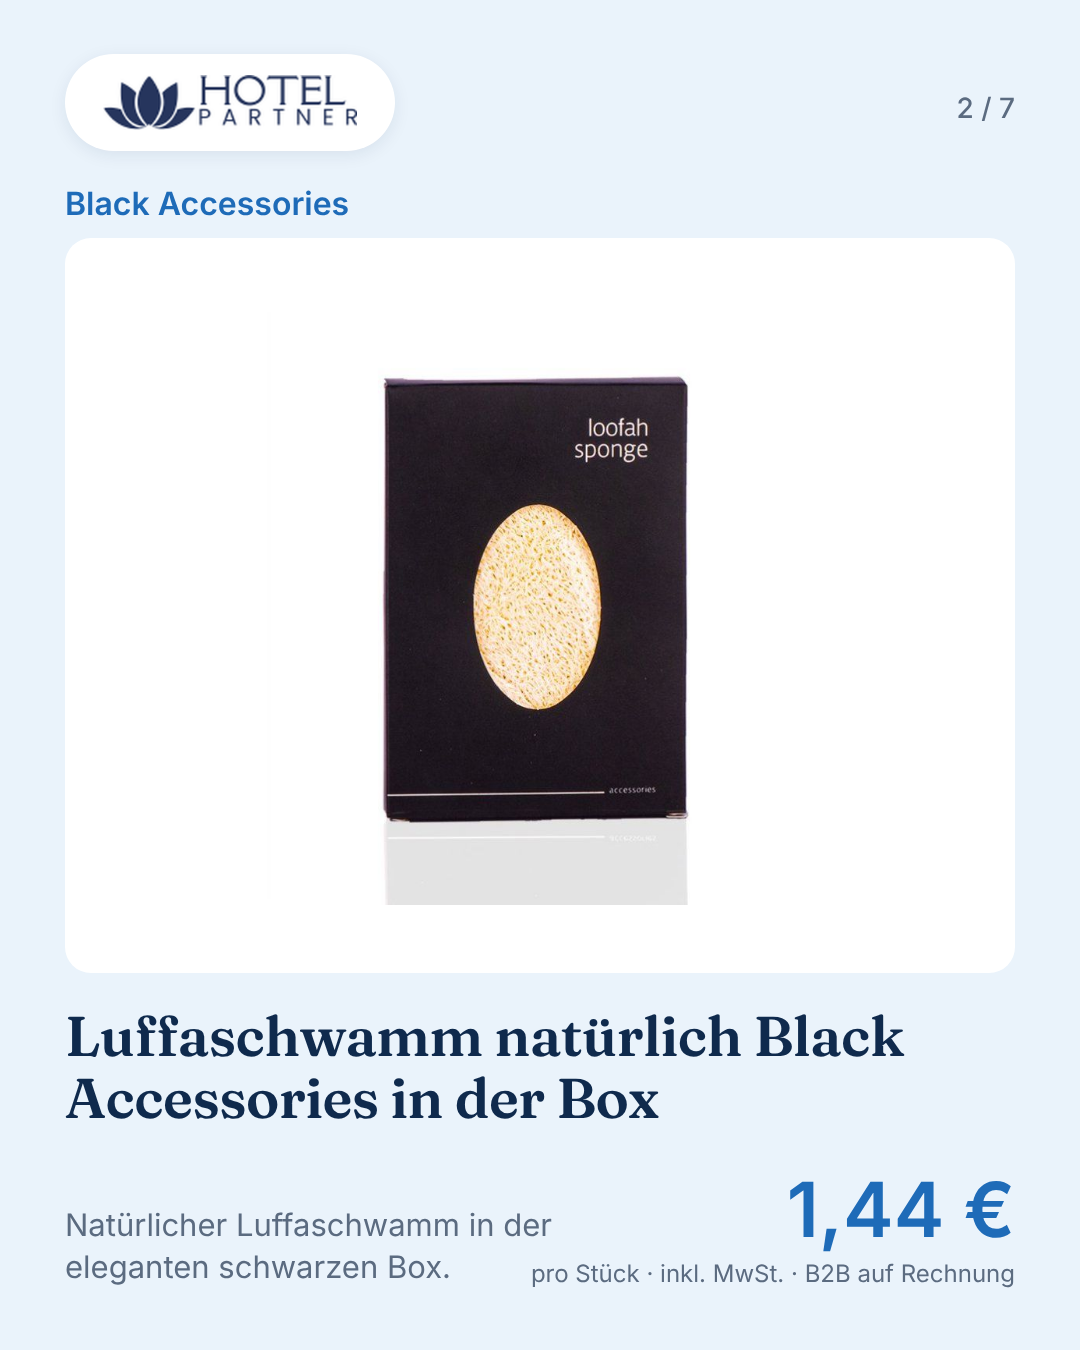 HOTEL
PARTNER
2 / 7
Black Accessories
loofah
sponge
accessories
Luffaschwamm natürlich Black
Accessories in der Box
Natürlicher Luffaschwamm in der
eleganten schwarzen Box.
1,44 €
pro Stück · inkl. MwSt. · B2B auf Rechnung